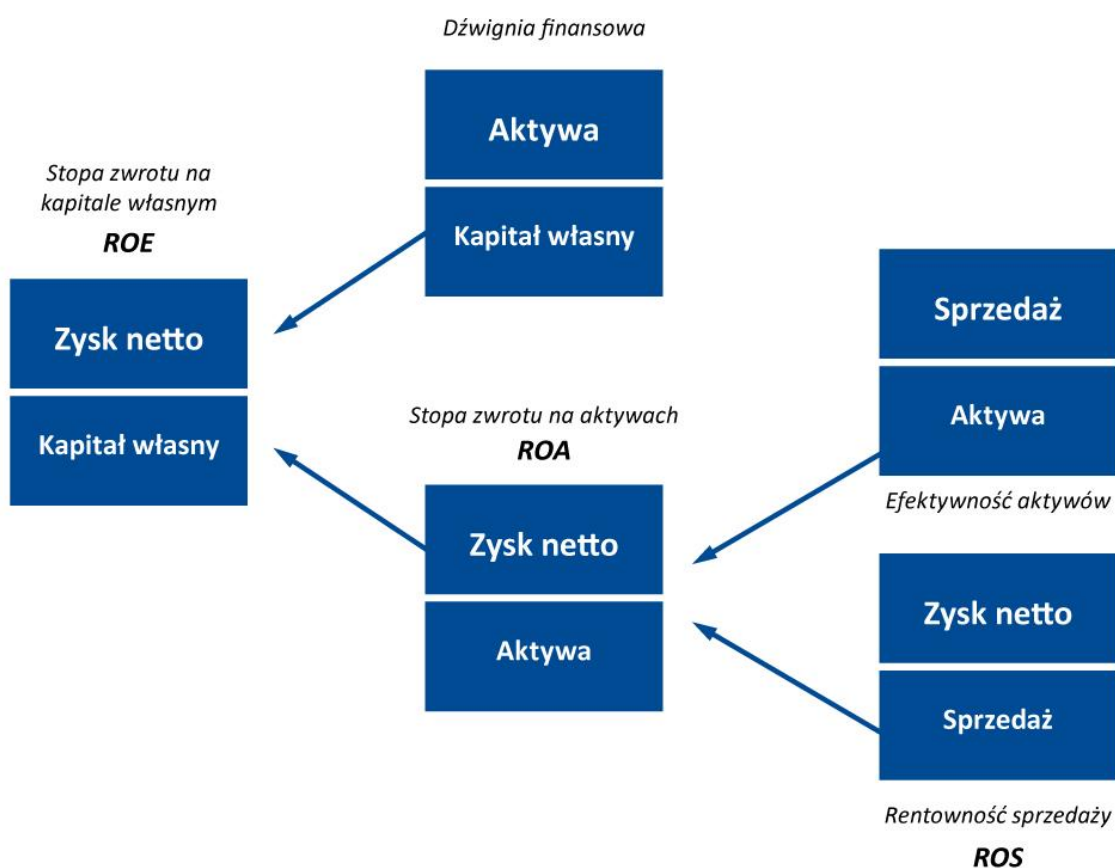 Dźwignia finansowa
Aktywa
Kapitał własny
Stopa zwrotu na
kapitale własnym
ROE
Zysk netto
Kapitał własny
Stopa zwrotu na aktywach
ROA
Zysk netto
Aktywa
Sprzedaż
Aktywa
Efektywność aktywów
Zysk netto
Sprzedaż
Rentowność sprzedaży
ROS